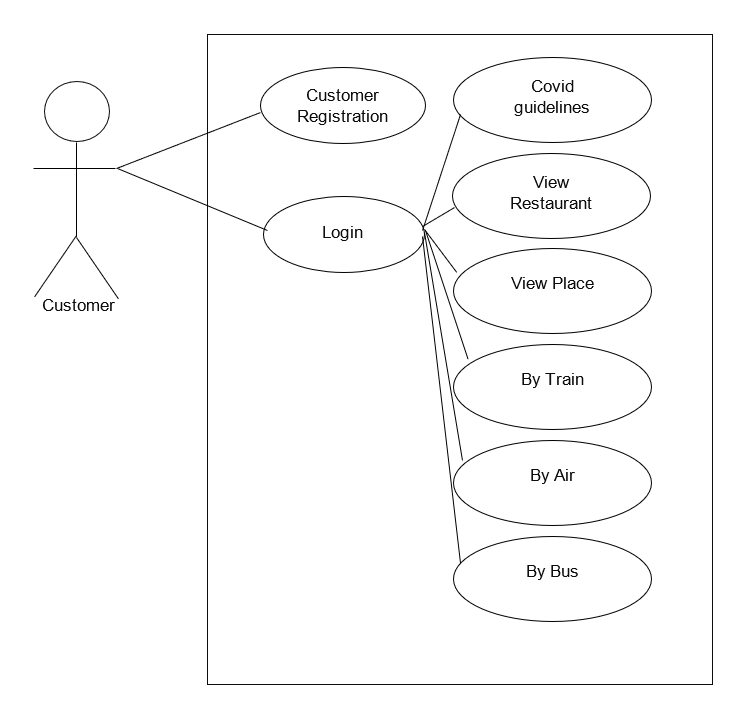 Customer
Registration
Login
Covid
guidelines
View
Restaurant
View Place
By Train
By Air
By Bus
Customer